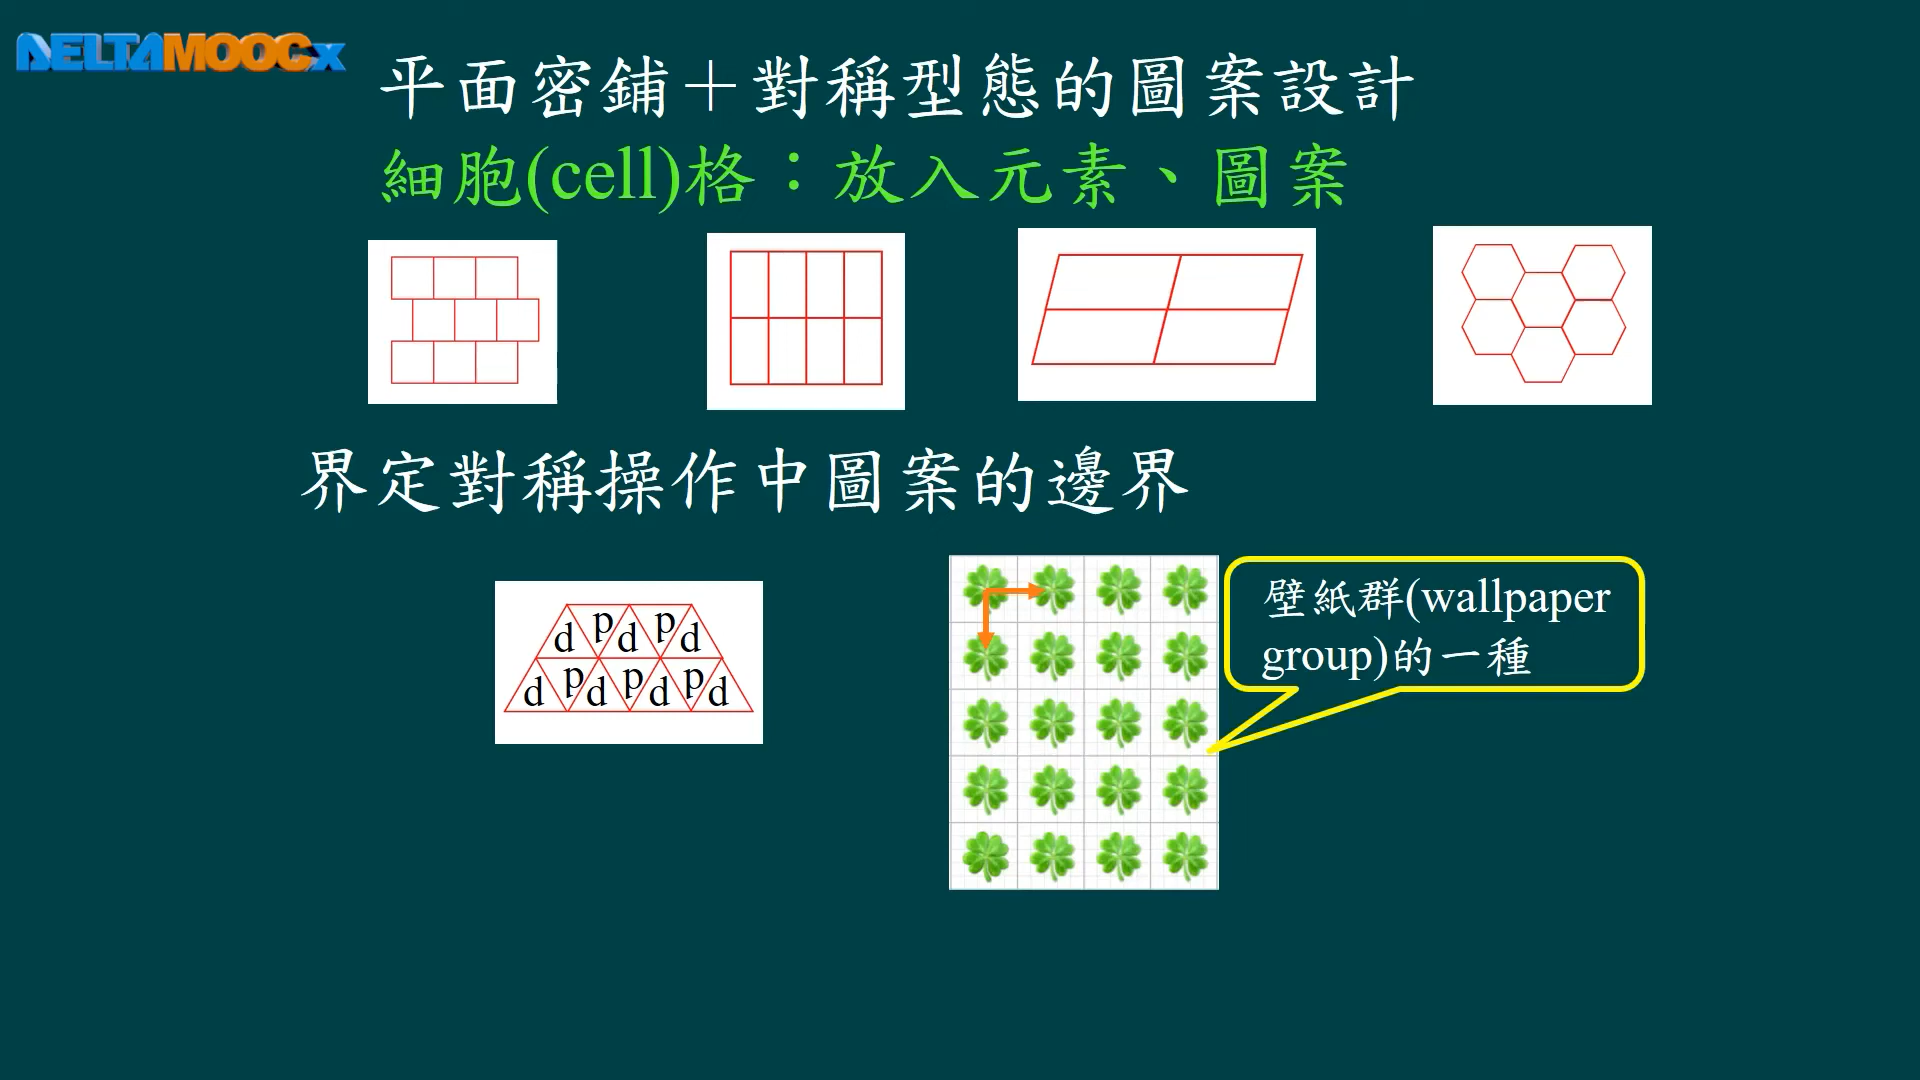 DELTAMOOCx
平面密鋪＋對稱型態的圖案設計
細胞(cell)格：放入元素、圖案
界定對稱操作中圖案的邊界
d p d p d
d p d p d p d
壁紙群(wallpaper
group)的一種